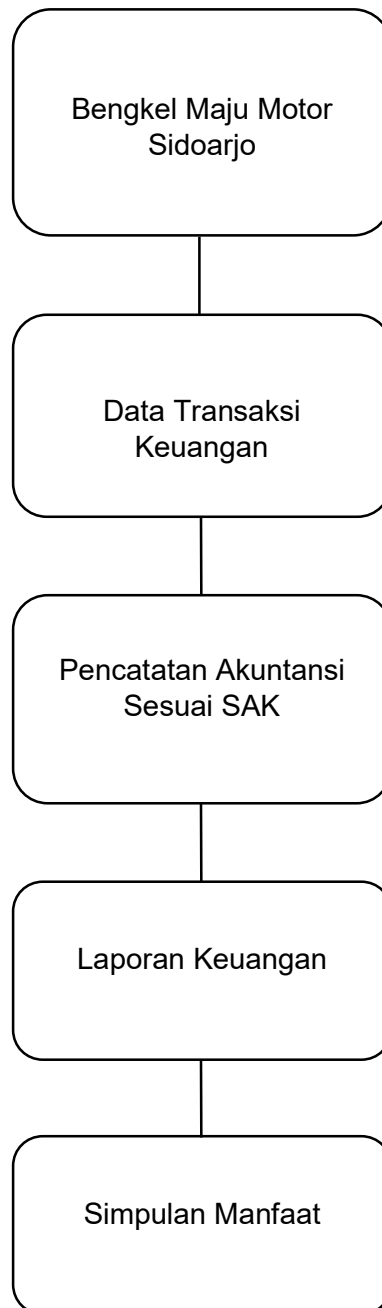 Bengkel Maju Motor
Sidoarjo
Data Transaksi
Keuangan
Pencatatan Akuntansi
Sesuai SAK
Laporan Keuangan
Simpulan Manfaat